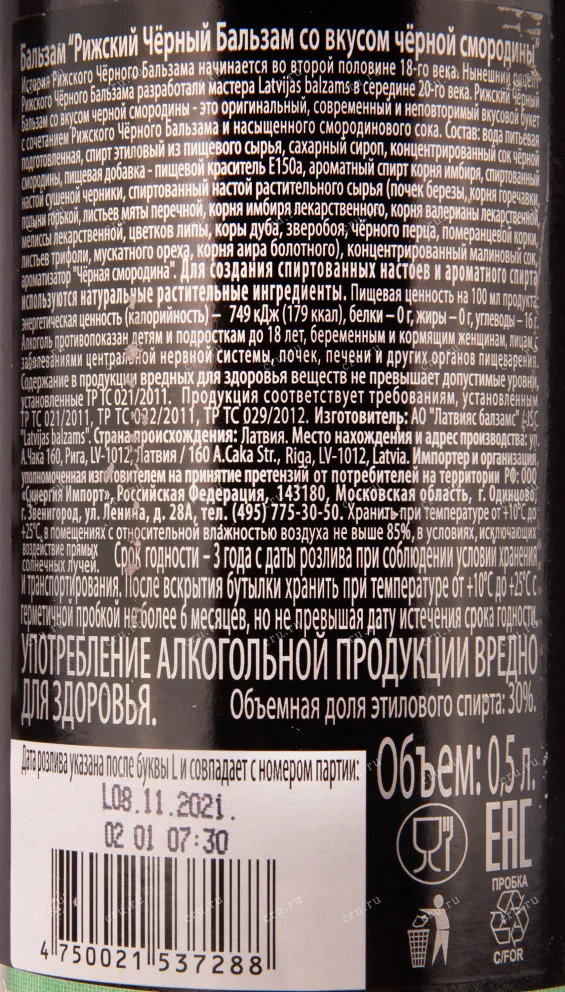 Бальзам "Рижский Чёрный Бальзам со вкусом чёрной смородины"
История Рижского Чёрного Бальзама начинается во второй половине 18-го века. Нынешний рецепт
Рижского Чёрного Бальзама разработали мастера Latvijas balzams в середине 20-го века. Рижский Чёрный
Бальзам со вкусом черной смородины - это оригинальный, современный и неповторимый вкусовой букет
с сочетанием Рижского Чёрного Бальзама и насыщенного смородинового сока. Состав: вода питьевая
подготовленная, спирт этиловый из пищевого сырья, сахарный сироп, концентрированный сок чёрной
смородины, пищевая добавка - пищевой краситель Е150а, ароматный спирт корня имбиря, спиртованный
настой сушеной черники, спиртованный настой растительного сырья (почек березы, корня горечавки,
полыни горькой, листьев мяты перечной, корня имбиря лекарственного, корня валерианы лекарственной,
мелиссы лекарственной, цветков липы, коры дуба, зверобоя, чёрного перца, померанцевой корки,
листьев трифоли, мускатного ореха, корня аира болотного), концентрированный малиновый сок,
ароматизатор "Чёрная смородина". Для создания спиртованных настоев и ароматного спирта
используются натуральные растительные ингредиенты. Пищевая ценность на 100 мл продукта:
энергетическая ценность (калорийность) – 749 кДж (179 ккал), белки – 0 г, жиры – 0 г, углеводы – 16 г.
Алкоголь противопоказан детям и подросткам до 18 лет, беременным и кормящим женщинам, лицам с
заболеваниями центральной нервной системы, почек, печени и других органов пищеварения.
Содержание в продукции вредных для здоровья веществ не превышает допустимые уровни,
установленные ТР ТС 021/2011. Продукция соответствует требованиям, установленным
ТР ТС 021/2011, ТР ТС 022/2011, ТР ТС 029/2012. Изготовитель: АО "Латвияс балзамс" /JSC
"Latvijas balzams". Страна происхождения: Латвия. Место нахождения и адрес производства: ул.
А.Чака 160, Рига, LV-1012, Латвия / 160 A.Caka Str., Riga, LV-1012, Latvia. Импортер и организация,
уполномоченная изготовителем на принятие претензий от потребителей на территории РФ: ООО
«Синергия Импорт», Российская Федерация, 143180, Московская область, г. Одинцово,
г. Звенигород, ул. Ленина, д. 28А, тел: (495) 775-30-50. Хранить при температуре от +10°C до
+25°C, в помещениях с относительной влажностью воздуха не выше 85%, в условиях, исключающих
воздействие прямых
солнечных лучей. Срок годности – 3 года с даты розлива при соблюдении условий хранения
и транспортирования. После вскрытия бутылки хранить при температуре от +10°C до +25°C с
герметичной пробкой не более 6 месяцев, но не превышая дату истечения срока годности.
УПОТРЕБЛЕНИЕ АЛКОГОЛЬНОЙ ПРОДУКЦИИ ВРЕДНО
ДЛЯ ЗДОРОВЬЯ. Объемная доля этилового спирта: 30%.
Дата розлива указана после буквы L и совпадает с номером партии:
L08.11.2021.
02 01 07:30
4 750021 537288
Объем: 0,5 л.
EAC
ПРОБКА
C/FOR